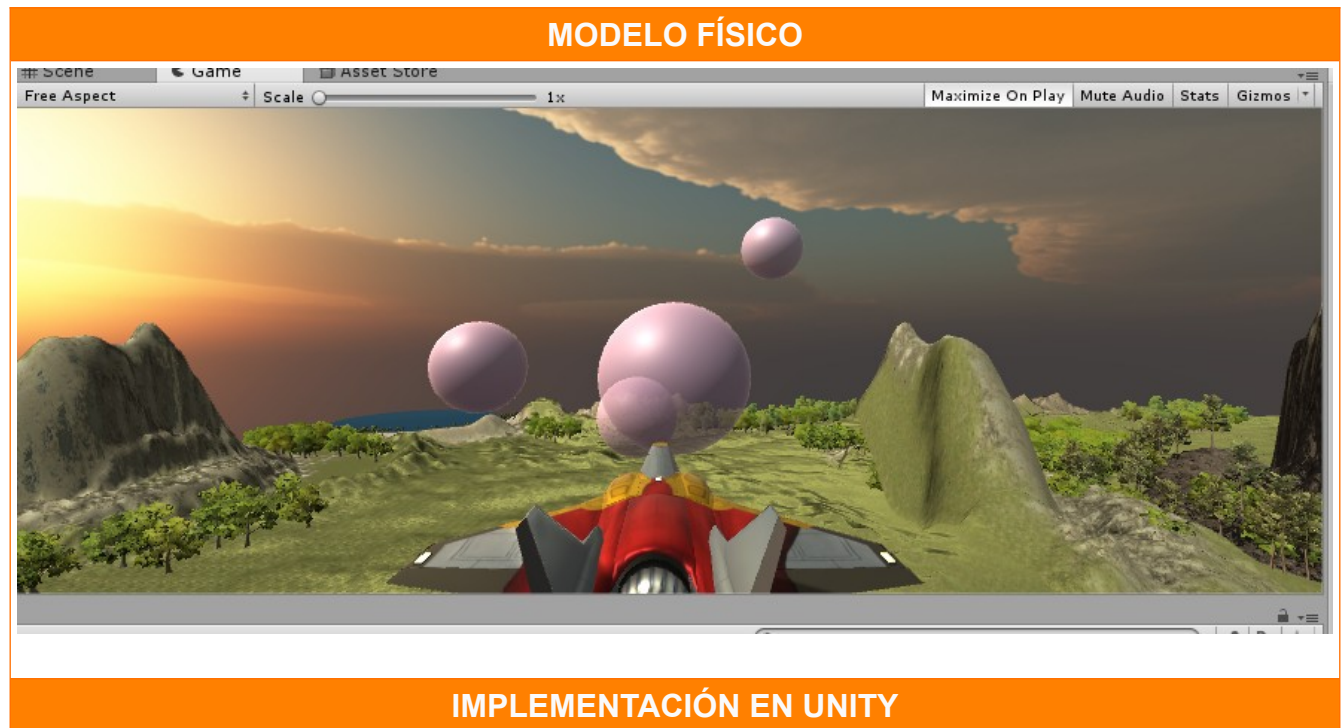 MODELO FÍSICO
Scene Game Asset Store
Free Aspect Scale 1x Maximize On Play Mute Audio Stats Gizmos
IMPLEMENTACIÓN EN UNITY